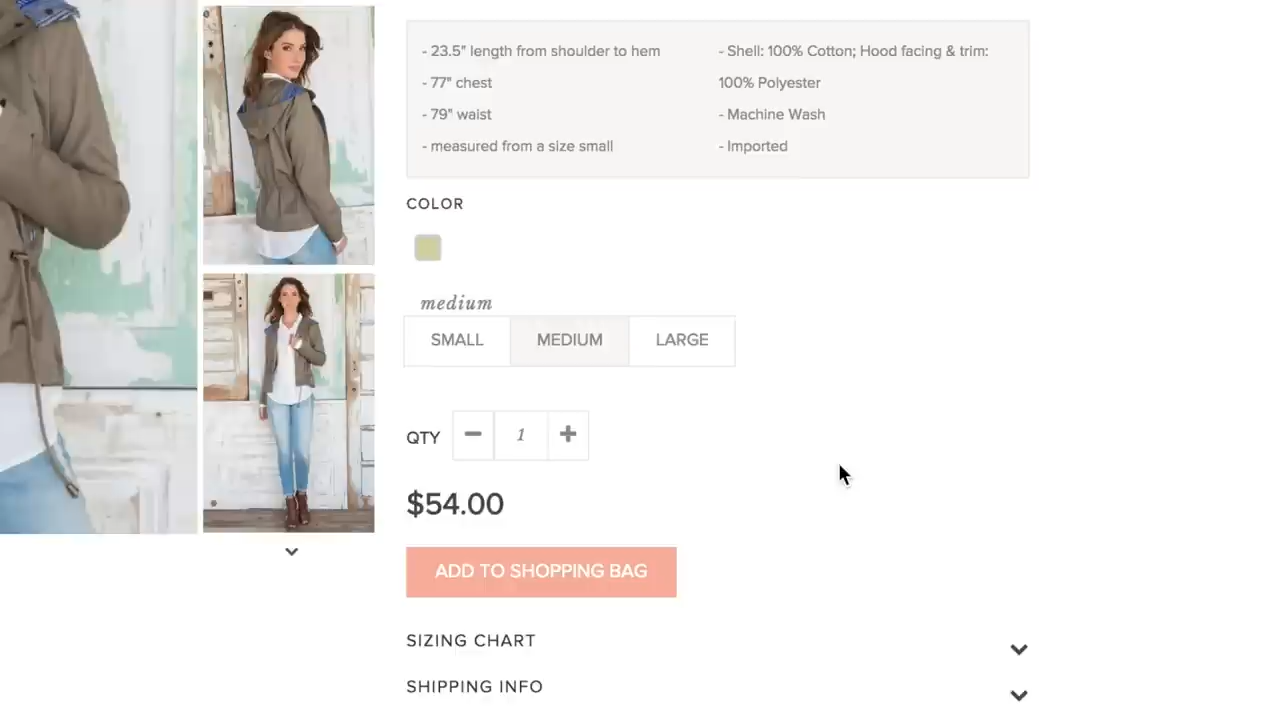 - 23.5" length from shoulder to hem
- 77" chest
- 79" waist
- measured from a size small
- Shell: 100% Cotton; Hood facing & trim:
100% Polyester
- Machine Wash
- Imported
COLOR
medium
SMALL MEDIUM LARGE
QTY − 1 +
$54.00
ADD TO SHOPPING BAG
SIZING CHART
SHIPPING INFO